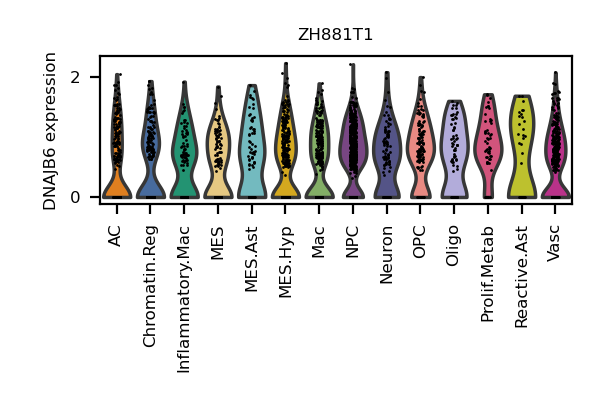 ZH881T1
DNAJB6 expression
2
0
AC
Chromatin.Reg
Inflammatory.Mac
MES
MES.Ast
MES.Hyp
Mac
NPC
Neuron
OPC
Oligo
Prolif.Metab
Reactive.Ast
Vasc